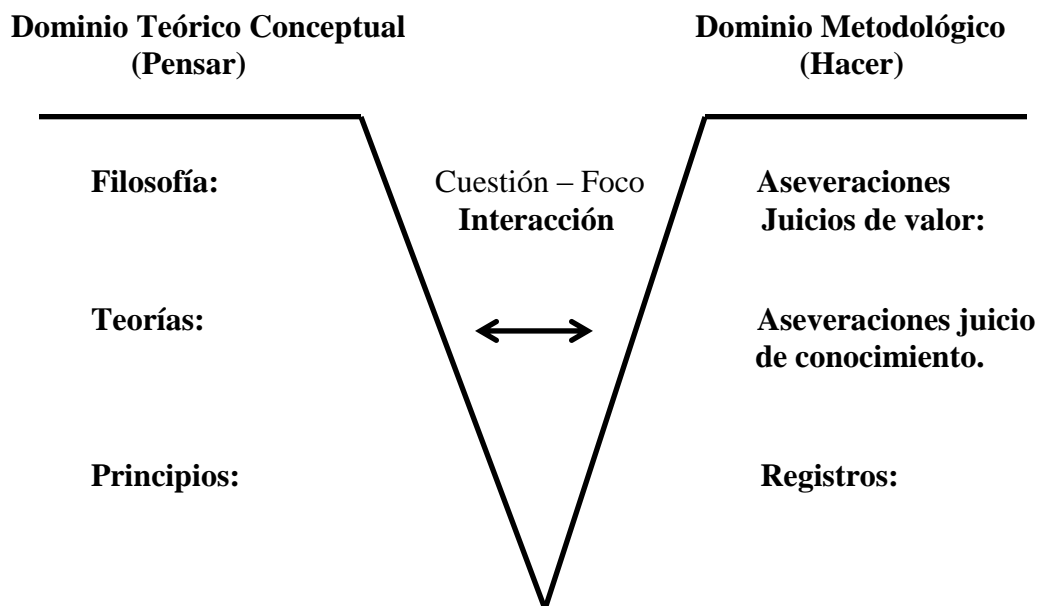 Dominio Teórico Conceptual
(Pensar)
Dominio Metodológico
(Hacer)
Filosofía:
Cuestión – Foco
Interacción
Aseveraciones
Juicios de valor:
Teorías:
Aseveraciones juicio
de conocimiento.
Principios:
Registros: